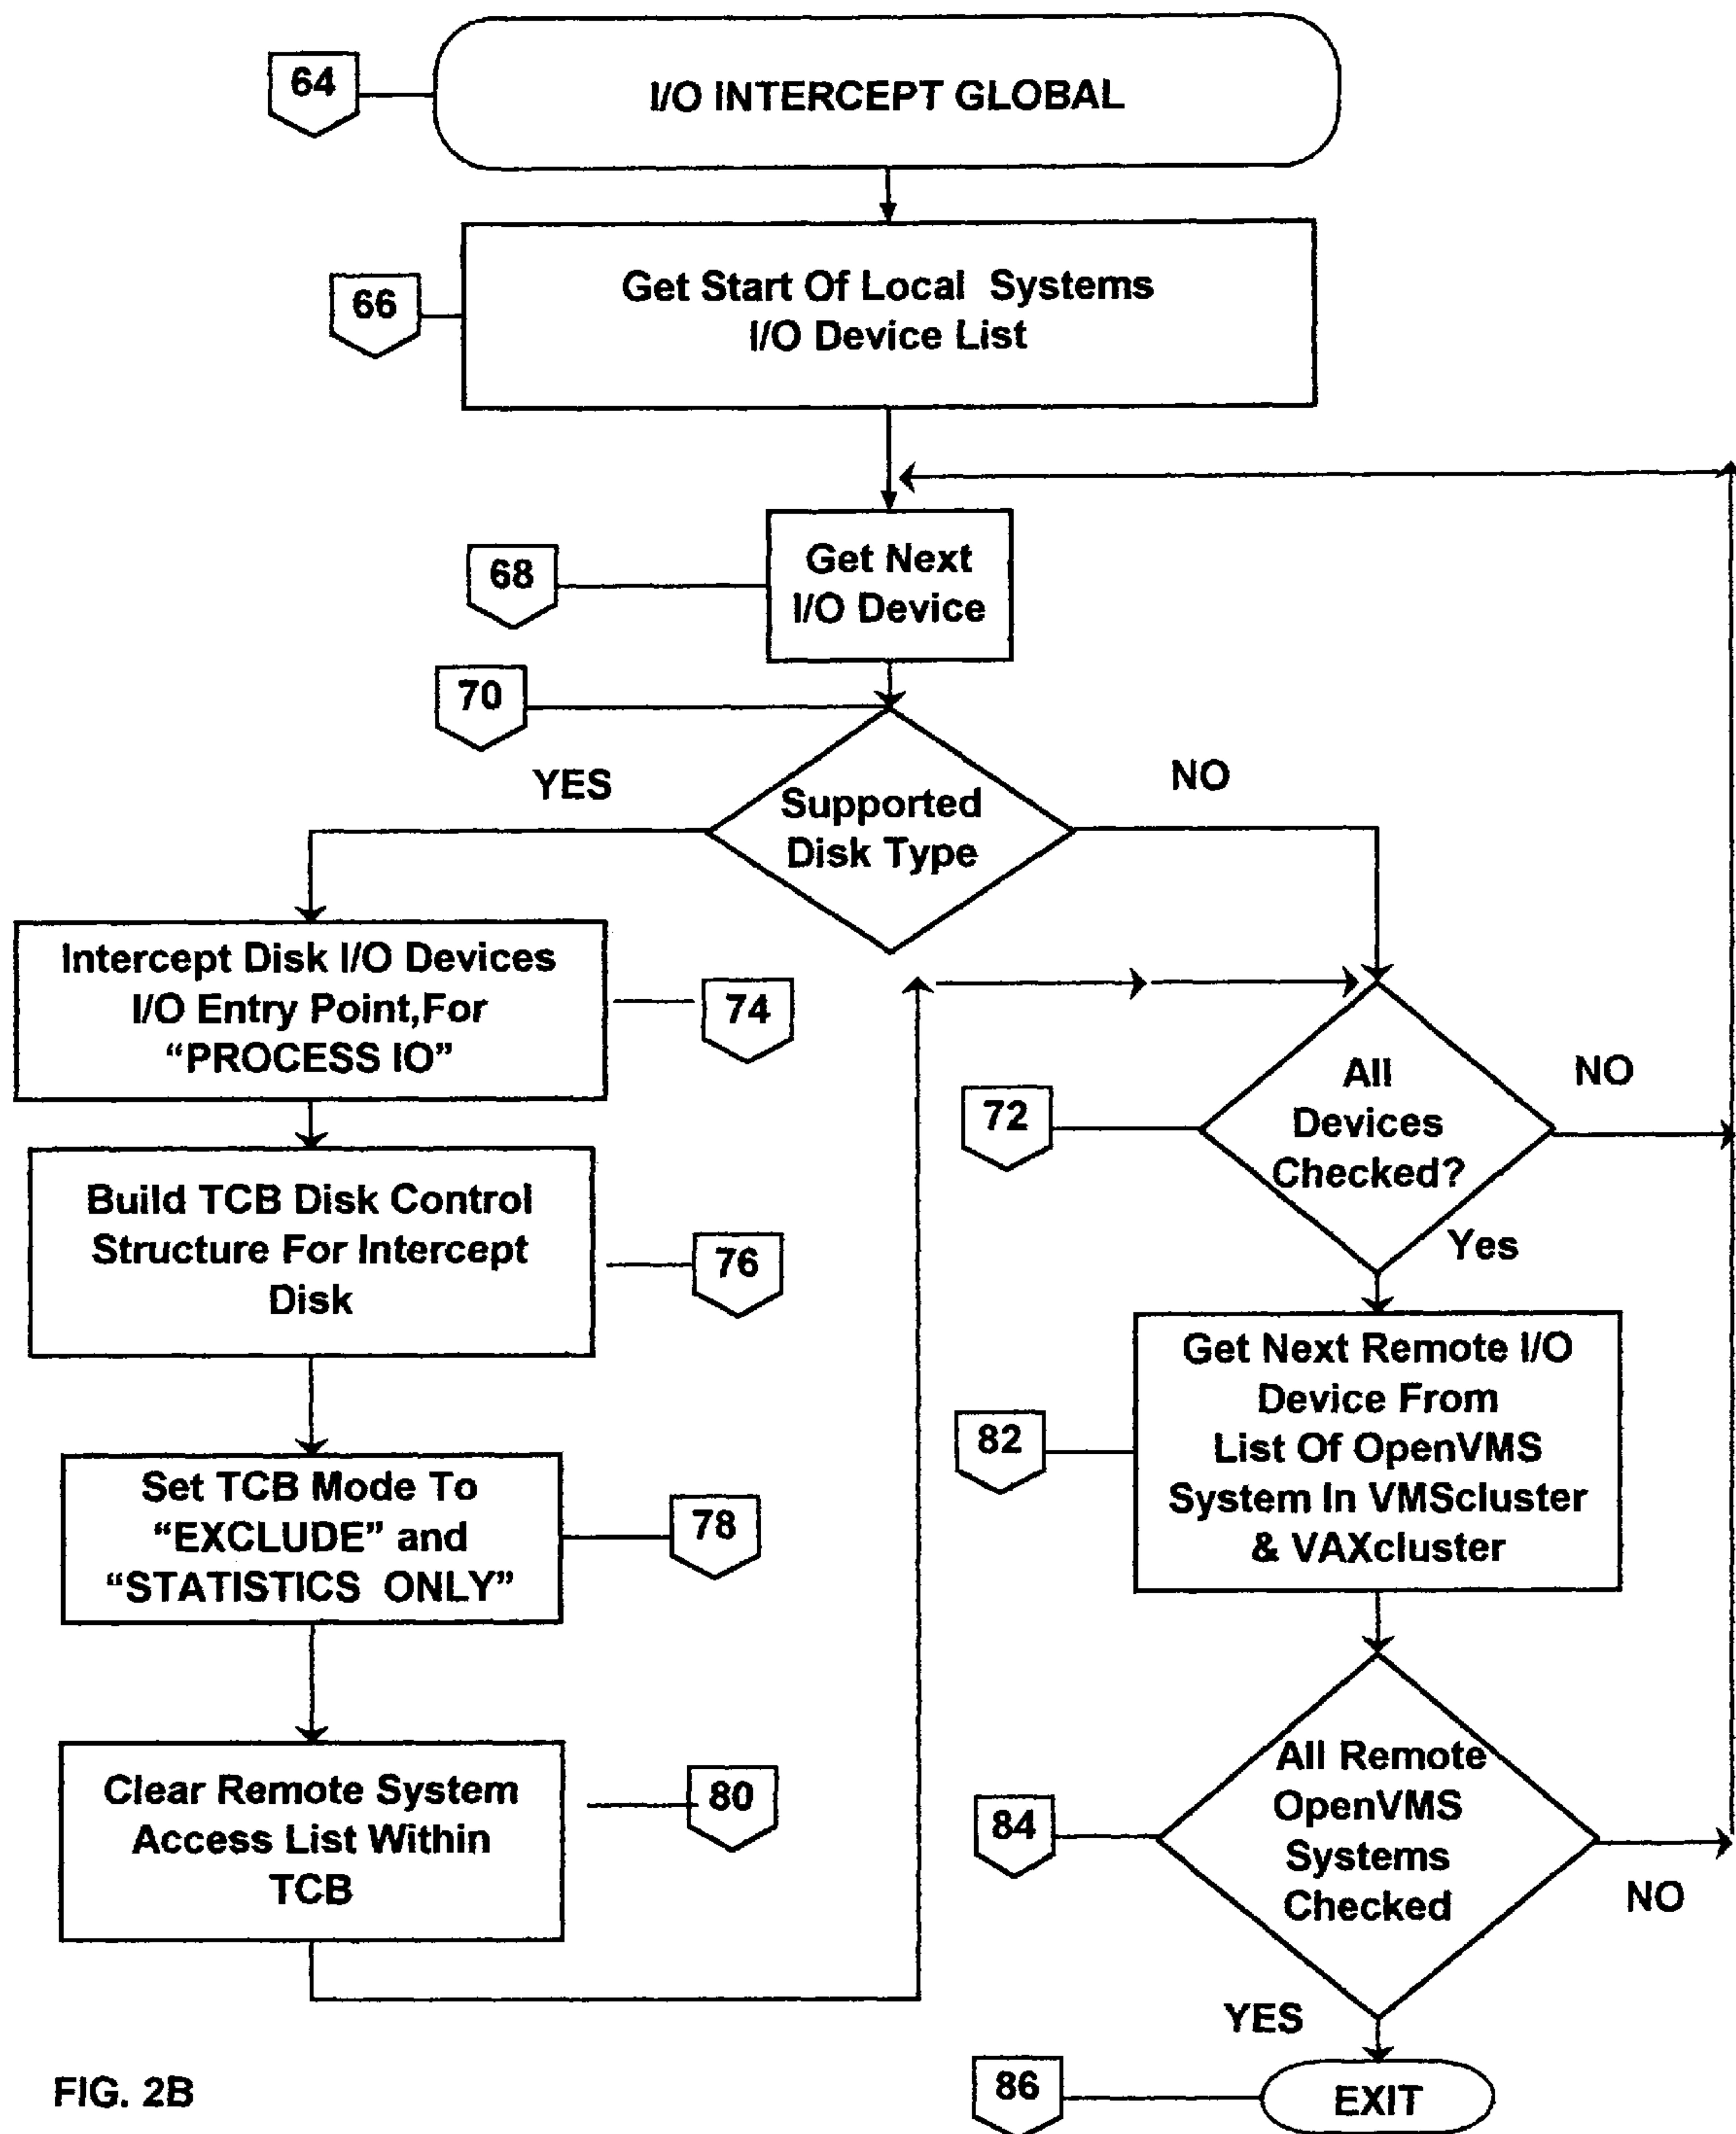 64
I/O INTERCEPT GLOBAL
66
Get Start Of Local Systems
I/O Device List
68
Get Next
I/O Device
70
YES
NO
Supported
Disk Type
Intercept Disk I/O Devices
I/O Entry Point,For
“PROCESS IO”
74
72
All
Devices
Checked?
NO
Yes
Build TCB Disk Control
Structure For Intercept
Disk
76
Get Next Remote I/O
Device From
List Of OpenVMS
System In VMScluster
& VAXcluster
82
Set TCB Mode To
“EXCLUDE” and
“STATISTICS ONLY”
78
Clear Remote System
Access List Within
TCB
80
84
All Remote
OpenVMS
Systems
Checked
NO
YES
86
EXIT
FIG. 2B